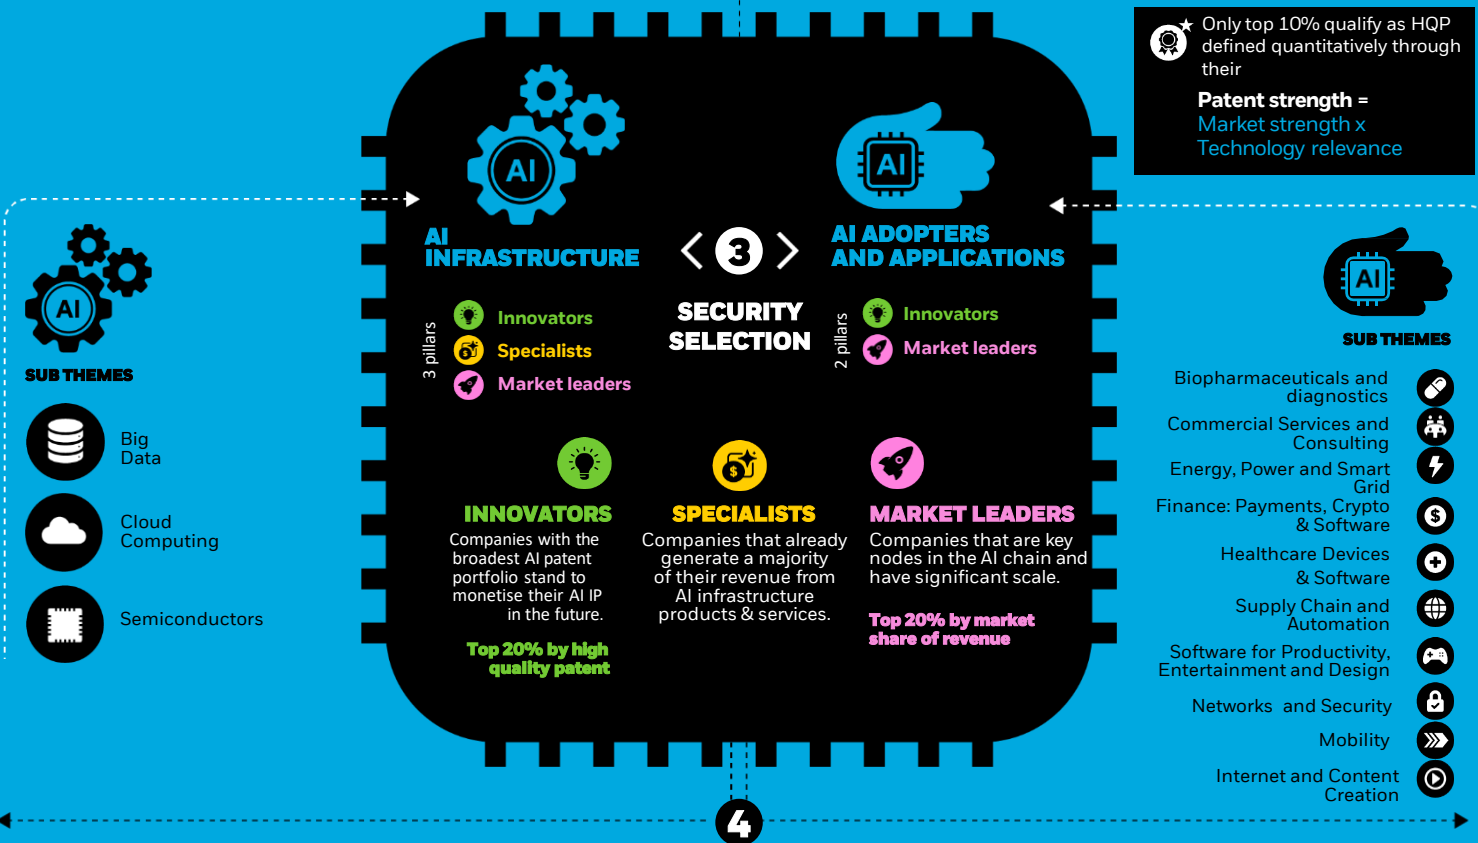 Only top 10% qualify as HQP
defined quantitatively through
their
Patent strength =
Market strength x
Technology relevance
AI
AI
INFRASTRUCTURE
3 pillars
Innovators
Specialists
Market leaders
3
SECURITY
SELECTION
AI
AI ADOPTERS
AND APPLICATIONS
2 pillars
Innovators
Market leaders
INNOVATORS
Companies with the
broadest AI patent
portfolio stand to
monetise their AI IP
in the future.
Top 20% by high
quality patent
SPECIALISTS
Companies that already
generate a majority
of their revenue from
AI infrastructure
products & services.
MARKET LEADERS
Companies that are key
nodes in the AI chain and
have significant scale.
Top 20% by market
share of revenue
AI
SUB THEMES
Big
Data
Cloud
Computing
Semiconductors
AI
SUB THEMES
Biopharmaceuticals and
diagnostics
Commercial Services and
Consulting
Energy, Power and Smart
Grid
Finance: Payments, Crypto
& Software
Healthcare Devices
& Software
Supply Chain and
Automation
Software for Productivity,
Entertainment and Design
Networks and Security
Mobility
Internet and Content
Creation
4